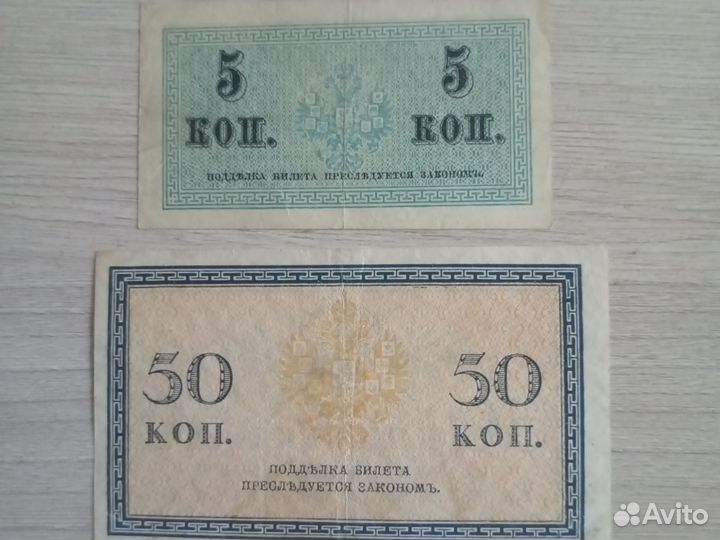 5 5
КОП. КОП.
ПОДДѢЛКА БИЛЕТА ПРЕСЛѢДУЕТСЯ ЗАКОНОМЪ.
50 50
КОП. КОП.
ПОДДѢЛКА БИЛЕТА
ПРЕСЛѢДУЕТСЯ ЗАКОНОМЪ.
Avito